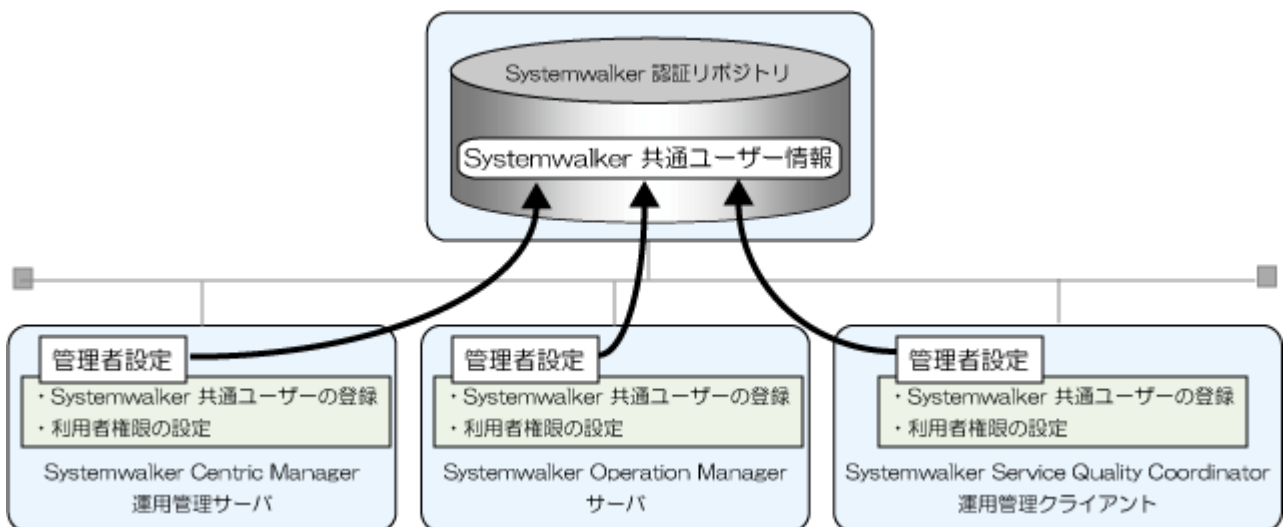 Systemwalker 認証リポジトリ
Systemwalker 共通ユーザー情報
管理者設定
・Systemwalker 共通ユーザーの登録
・利用者権限の設定
Systemwalker Centric Manager
運用管理サーバ
管理者設定
・Systemwalker 共通ユーザーの登録
・利用者権限の設定
Systemwalker Operation Manager
サーバ
管理者設定
・Systemwalker 共通ユーザーの登録
・利用者権限の設定
Systemwalker Service Quality Coordinator
運用管理クライアント